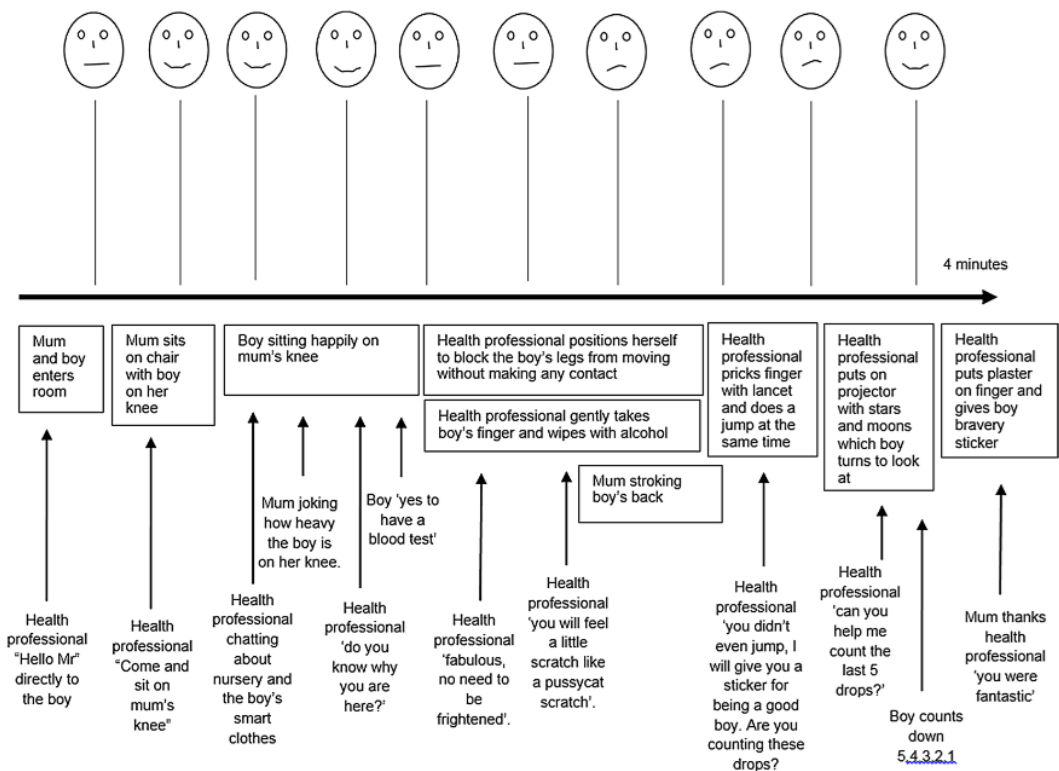 4 minutes
Mum
and boy
enters
room
Mum sits
on chair
with boy
on her
knee
Boy sitting happily on
mum's knee
Health professional positions herself
to block the boy's legs from moving
without making any contact
Health professional gently takes
boy's finger and wipes with alcohol
Mum stroking
boy's back
Health
professional
pricks finger
with lancet
and does a
jump at the
same time
Health
professional
puts on
projector
with stars
and moons
which boy
turns to look
at
Health
professional
puts plaster
on finger and
gives boy
bravery
sticker
Health
professional
“Hello Mr”
directly to
the boy
Health
professional
“Come and
sit on
mum's
knee”
Health
professional
chatting
about
nursery and
the boy's
smart
clothes
Mum joking
how heavy
the boy is
on her knee.
Health
professional
‘do you
know why
you are
here?’
Boy ‘yes to
have a
blood test’
Health
professional
‘fabulous,
no need to
be
frightened’.
Health
professional
‘you will feel
a little
scratch like
a pussycat
scratch’.
Health
professional
‘you didn't
even jump, I
will give you a
sticker for
being a good
boy. Are you
counting these
drops?
Health
professional
‘can you
help me
count the
last 5
drops?’
Boy counts
down
5,4,3,2,1
Mum thanks
health
professional
‘you were
fantastic’